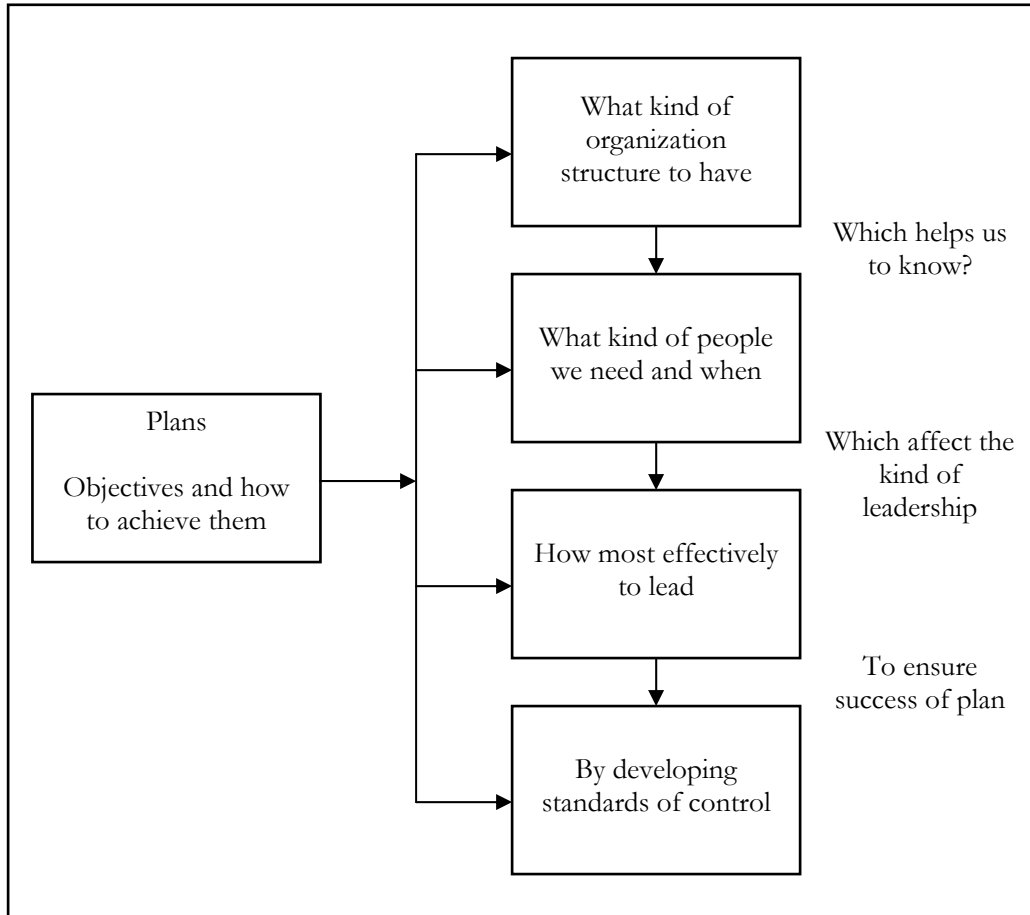 What kind of
organization
structure to have
Which helps us
to know?
What kind of people
we need and when
Plans
Objectives and how
to achieve them
Which affect the
kind of
leadership
How most effectively
to lead
To ensure
success of plan
By developing
standards of control